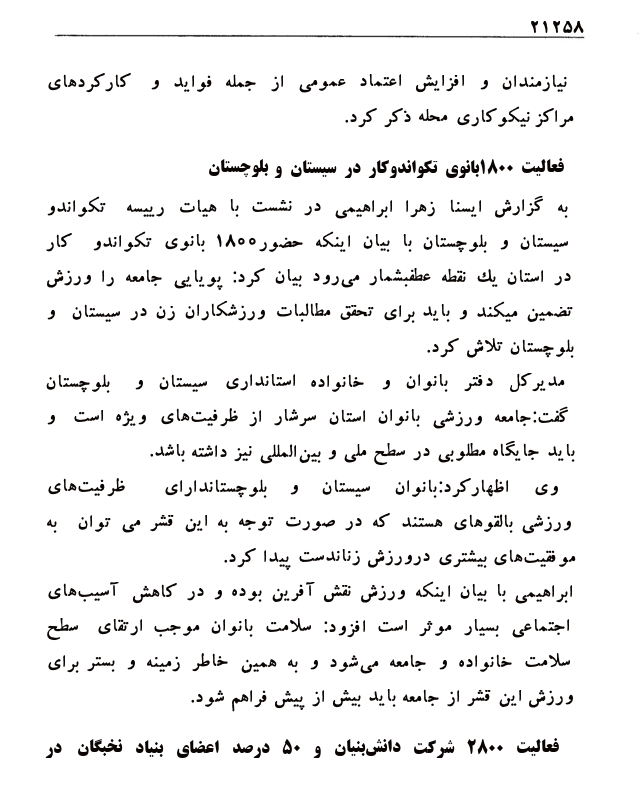 ۲۱۲۵۸
نیازمندان و افزایش اعتماد عمومی از جمله فواید و کارکردهای
مراکز نیکوکاری محله ذکر کرد.
فعالیت ۱۸۰۰بانوی تکواندوکار در سیستان و بلوچستان
به گزارش ایسنا زهرا ابراهیمی در نشست با هیات رییسه تکواندو
سیستان و بلوچستان با بیان اینکه حضور۱۸۰۰ بانوی تکواندو کار
در استان یك نقطه عطفبشمار می‌رود بیان کرد: پویایی جامعه را ورزش
تضمین میکند و باید برای تحقق مطالبات ورزشکاران زن در سیستان و
بلوچستان تلاش کرد.
مدیرکل دفتر بانوان و خانواده استانداری سیستان و بلوچستان
گفت:جامعه ورزشی بانوان استان سرشار از ظرفیت‌های ویژه است و
باید جایگاه مطلوبی در سطح ملی و بین‌المللی نیز داشته باشد.
وی اظهارکرد:بانوان سیستان و بلوچستاندارای ظرفیت‌های
ورزشی بالقوهای هستند که در صورت توجه به این قشر می توان به
موفقیت‌های بیشتری درورزش زناندست پیدا کرد.
ابراهیمی با بیان اینکه ورزش نقش آفرین بوده و در کاهش آسیب‌های
اجتماعی بسیار موثر است افزود: سلامت بانوان موجب ارتقای سطح
سلامت خانواده و جامعه می‌شود و به همین خاطر زمینه و بستر برای
ورزش این قشر از جامعه باید بیش از پیش فراهم شود.
فعالیت ۲۸۰۰ شرکت دانش‌بنیان و ۵۰ درصد اعضای بنیاد نخبگان در